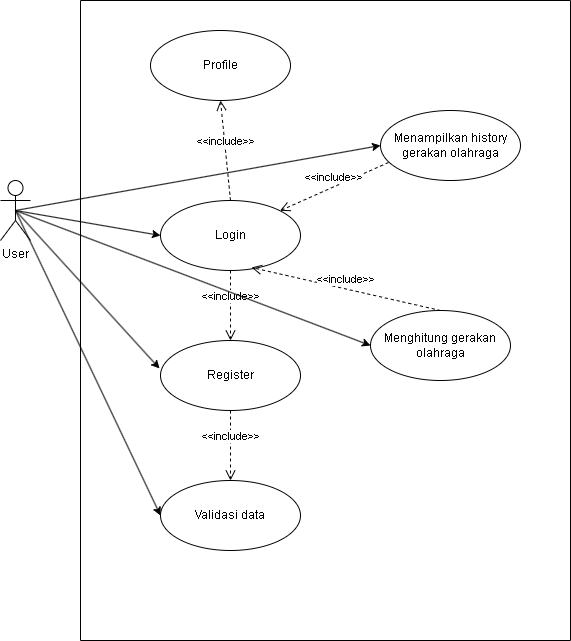 Profile
<<include>>
Menampilkan history
gerakan olahraga
<<include>>
User
Login
<<include>>
<<include>>
Menghitung gerakan
olahraga
Register
<<include>>
Validasi data